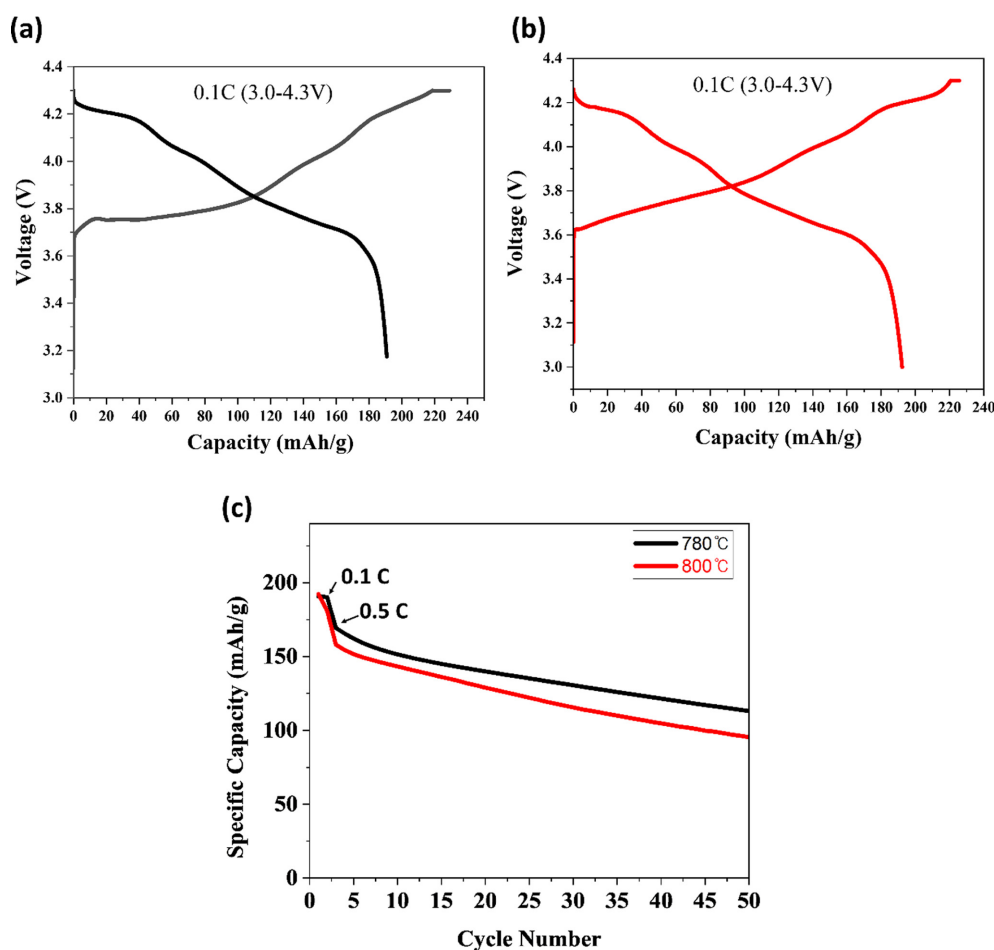 (a)
0.1C (3.0-4.3V)
4.4
4.2
4.0
3.8
3.6
3.4
3.2
3.0
Voltage (V)
0 20 40 60 80 100 120 140 160 180 200 220 240
Capacity (mAh/g)
(b)
0.1C (3.0-4.3V)
4.4
4.2
4.0
3.8
3.6
3.4
3.2
3.0
Voltage (V)
0 20 40 60 80 100 120 140 160 180 200 220 240
Capacity (mAh/g)
(c)
780℃
800℃
0.1 C
0.5 C
200
150
100
50
0
Specific Capacity (mAh/g)
0 5 10 15 20 25 30 35 40 45 50
Cycle Number